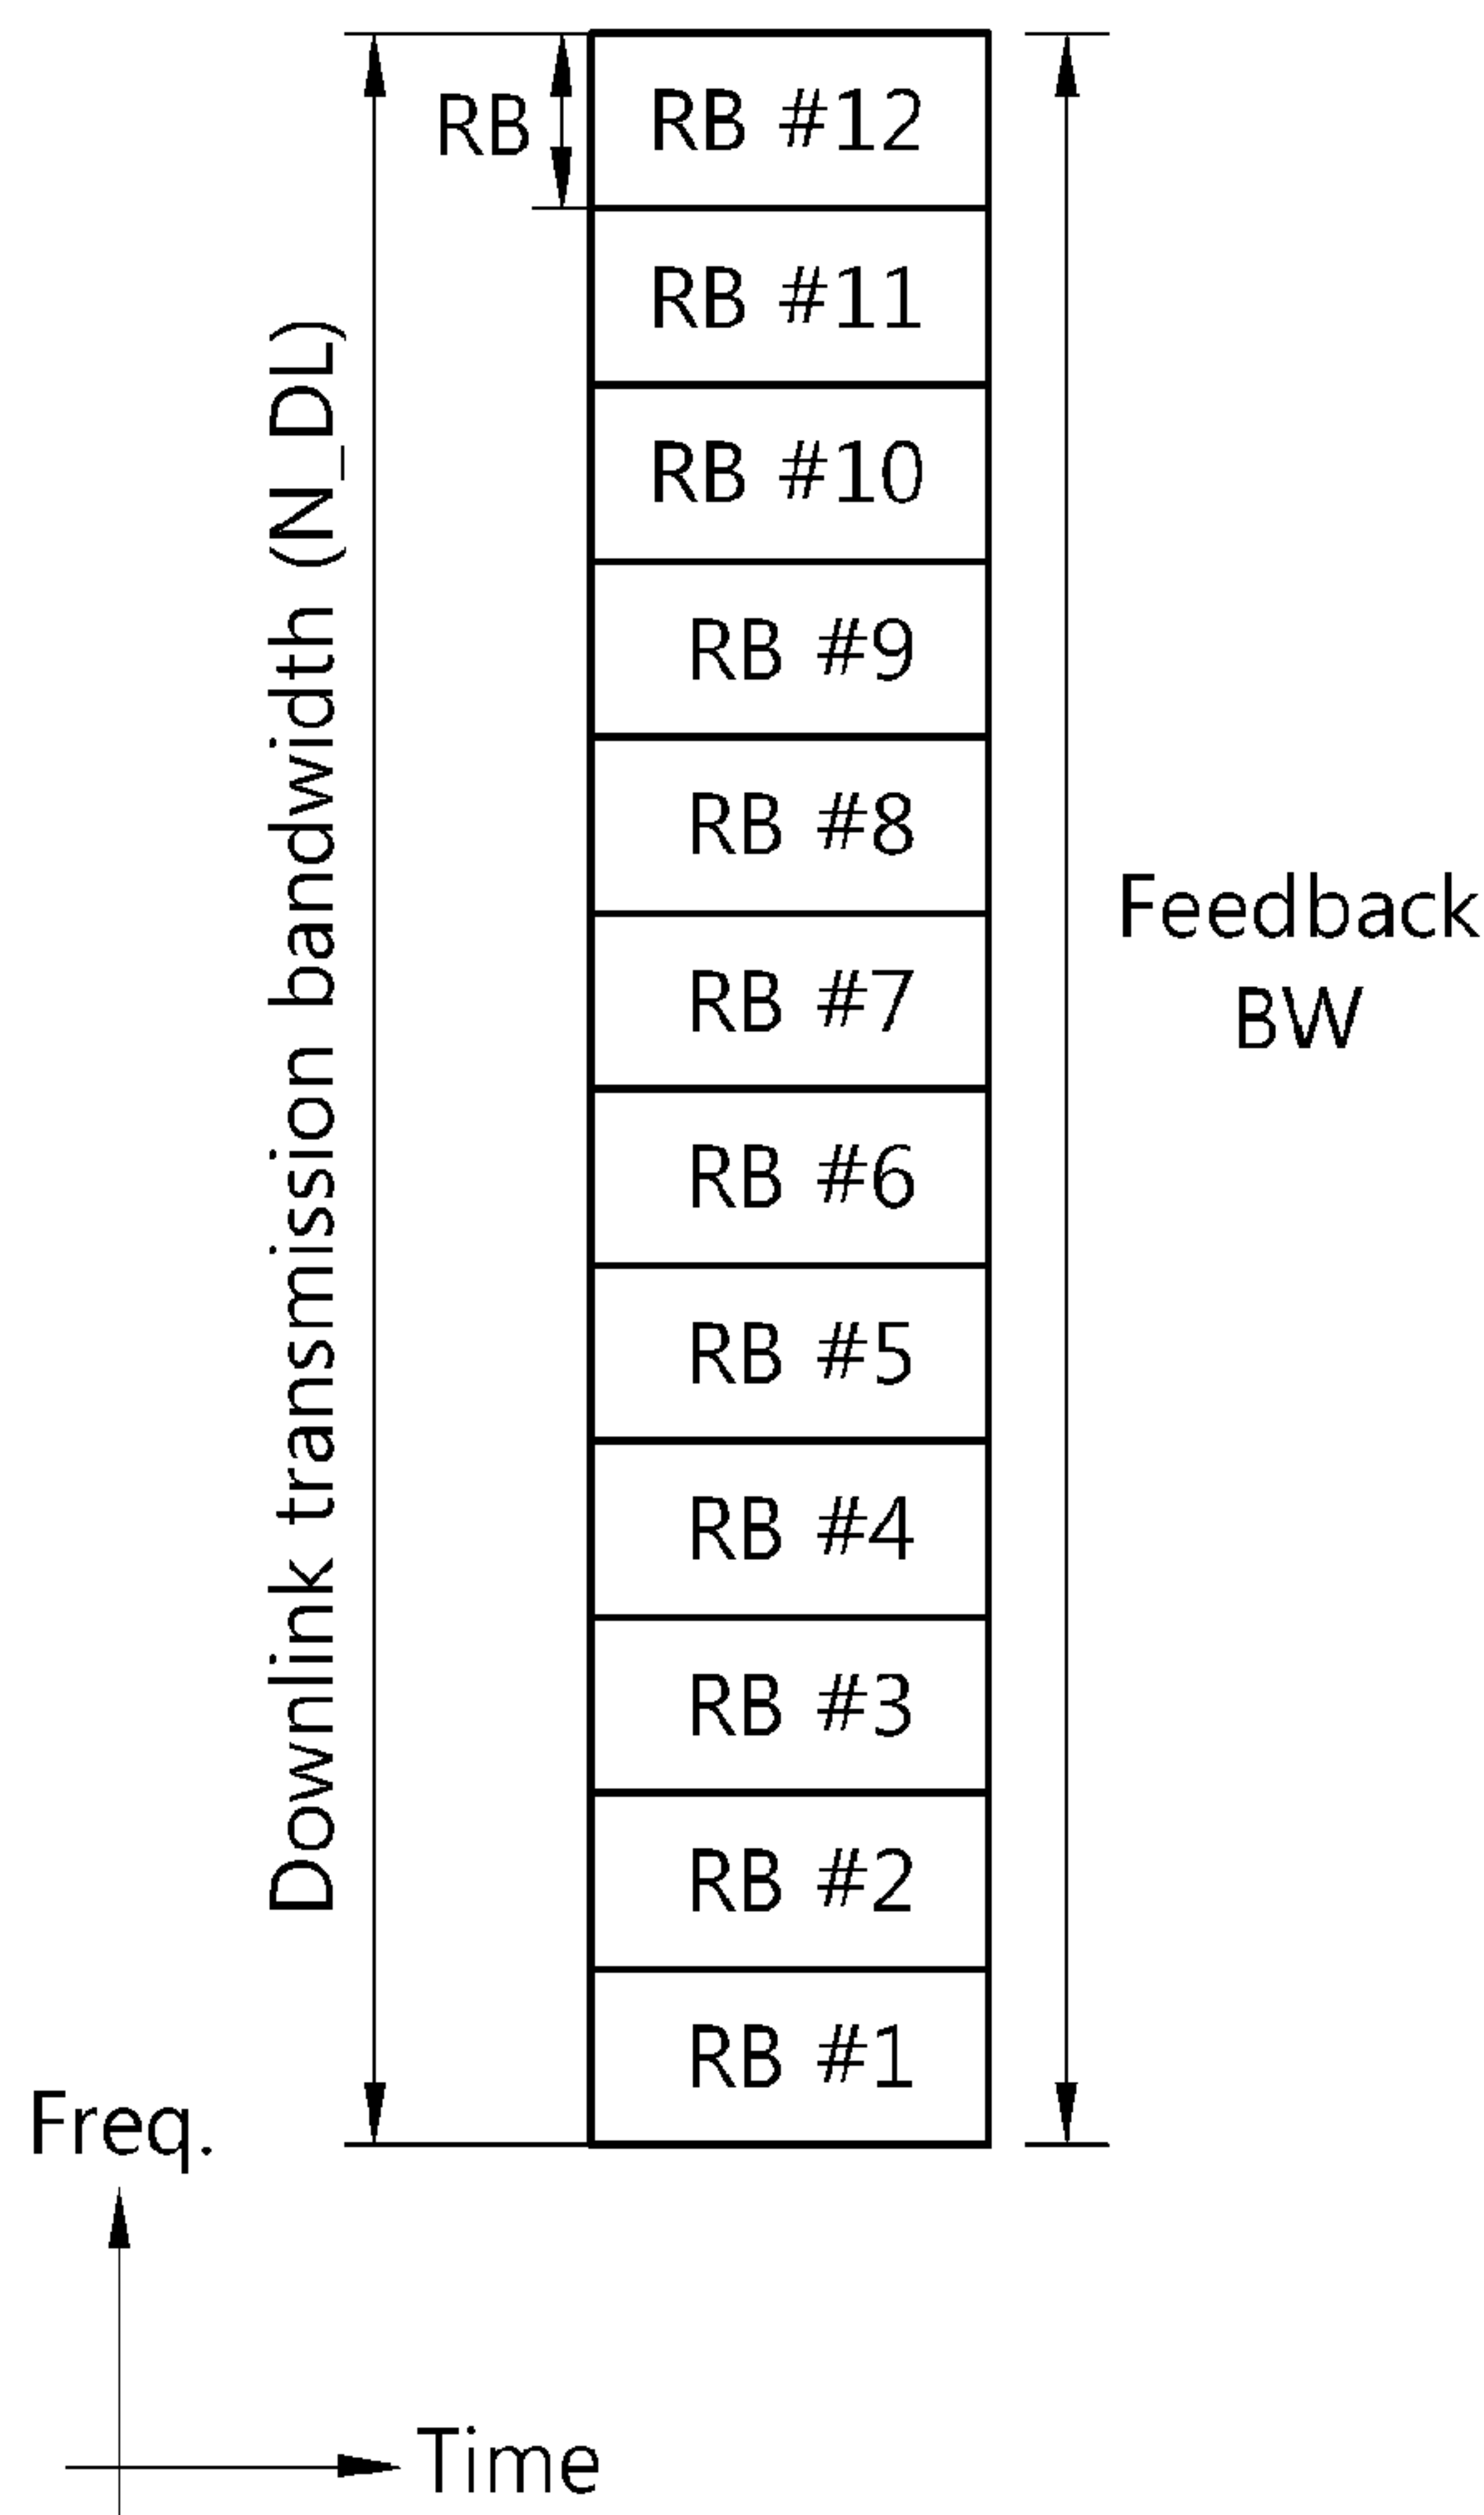 RB
RB #12
RB #11
RB #10
RB #9
RB #8
RB #7
RB #6
RB #5
RB #4
RB #3
RB #2
RB #1
Downlink transmission bandwidth (N_DL)
Feedback
BW
Freq.
Time